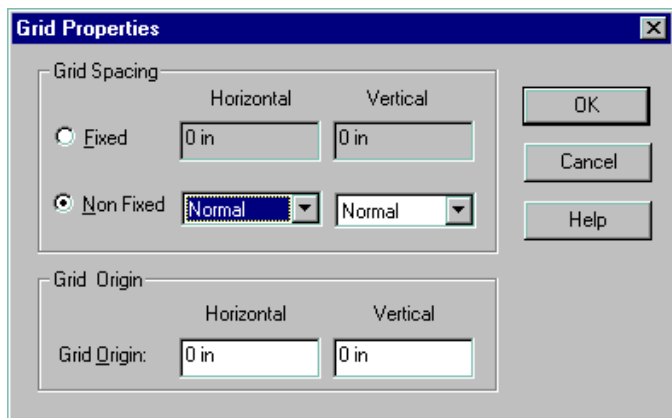 Grid Properties
Grid Spacing
Horizontal Vertical
Fixed 0 in 0 in
OK
Cancel
Non Fixed Normal Normal
Help
Grid Origin
Horizontal Vertical
Grid Origin: 0 in 0 in